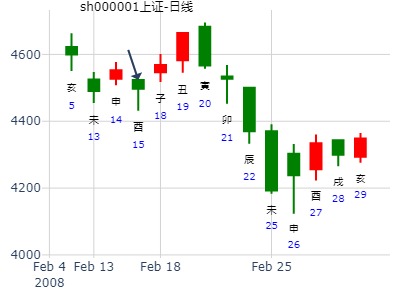 sh000001上证-日线
4600
4400
4200
4000
亥
5
未
13
申
14
酉
15
子
18
丑
19
寅
20
卯
21
辰
22
未
25
申
26
酉
27
戌
28
亥
29
Feb 4
2008
Feb 13
Feb 18
Feb 25